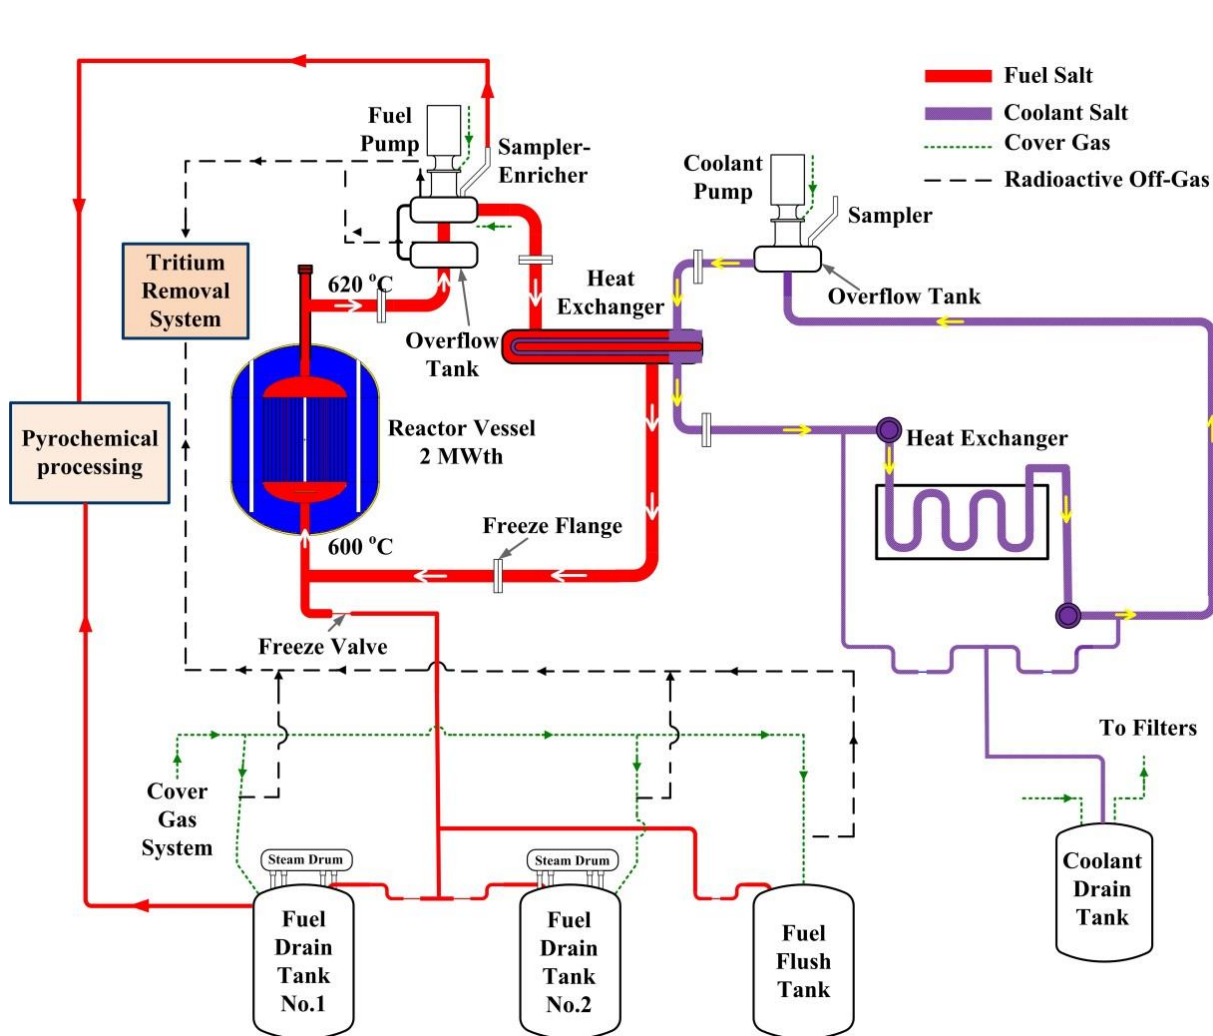 Fuel Salt
Coolant Salt
Cover Gas
Radioactive Off-Gas
Fuel
Pump
Sampler-
Enricher
Coolant
Pump
Sampler
Tritium
Removal
System
620 °C
Heat
Exchanger
Overflow Tank
Overflow
Tank
Pyrochemical
processing
Reactor Vessel
2 MWth
Heat Exchanger
600 °C
Freeze Flange
Freeze Valve
To Filters
Cover
Gas
System
Steam Drum
Steam Drum
Fuel
Drain
Tank
No.1
Fuel
Drain
Tank
No.2
Fuel
Flush
Tank
Coolant
Drain
Tank